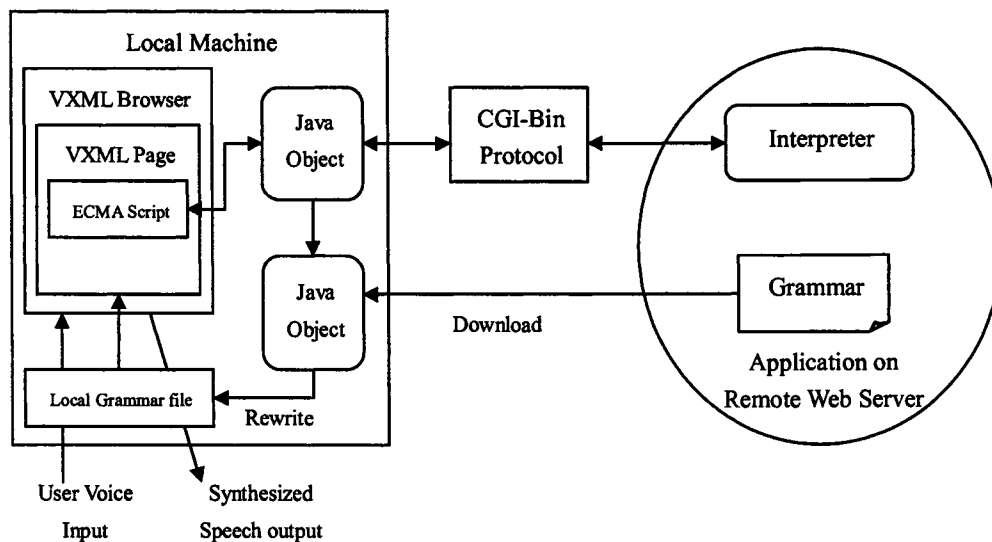 Local Machine
VXML Browser
VXML Page
ECMA Script
Java
Object
CGI-Bin
Protocol
Interpreter
Java
Object
Grammar
Download
Application on
Remote Web Server
Local Grammar file
Rewrite
User Voice
Input
Synthesized
Speech output